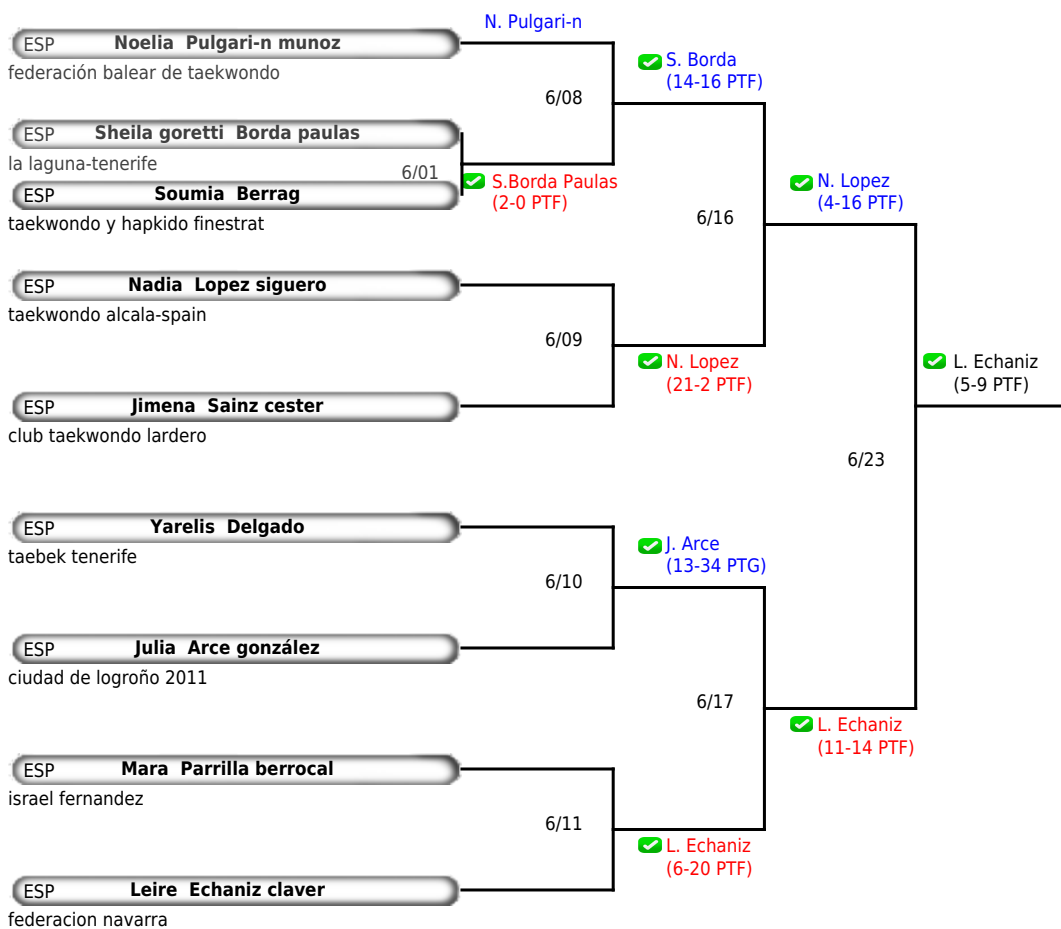 N. Pulgari-n
ESP Noelia Pulgari-n munoz
federación balear de taekwondo
S. Borda
(14-16 PTF)
6/08
ESP Sheila goretti Borda paulas
la laguna-tenerife
6/01
S.Borda Paulas
(2-0 PTF)
ESP Soumia Berrag
taekwondo y hapkido finestrat
N. Lopez
(4-16 PTF)
6/16
ESP Nadia Lopez siguero
taekwondo alcala-spain
6/09
N. Lopez
(21-2 PTF)
ESP Jimena Sainz cester
club taekwondo lardero
L. Echaniz
(5-9 PTF)
6/23
ESP Yarelis Delgado
taebek tenerife
J. Arce
(13-34 PTG)
6/10
ESP Julia Arce gonzález
ciudad de logroño 2011
6/17
L. Echaniz
(11-14 PTF)
ESP Mara Parrilla berrocal
israel fernandez
6/11
L. Echaniz
(6-20 PTF)
ESP Leire Echaniz claver
federacion navarra